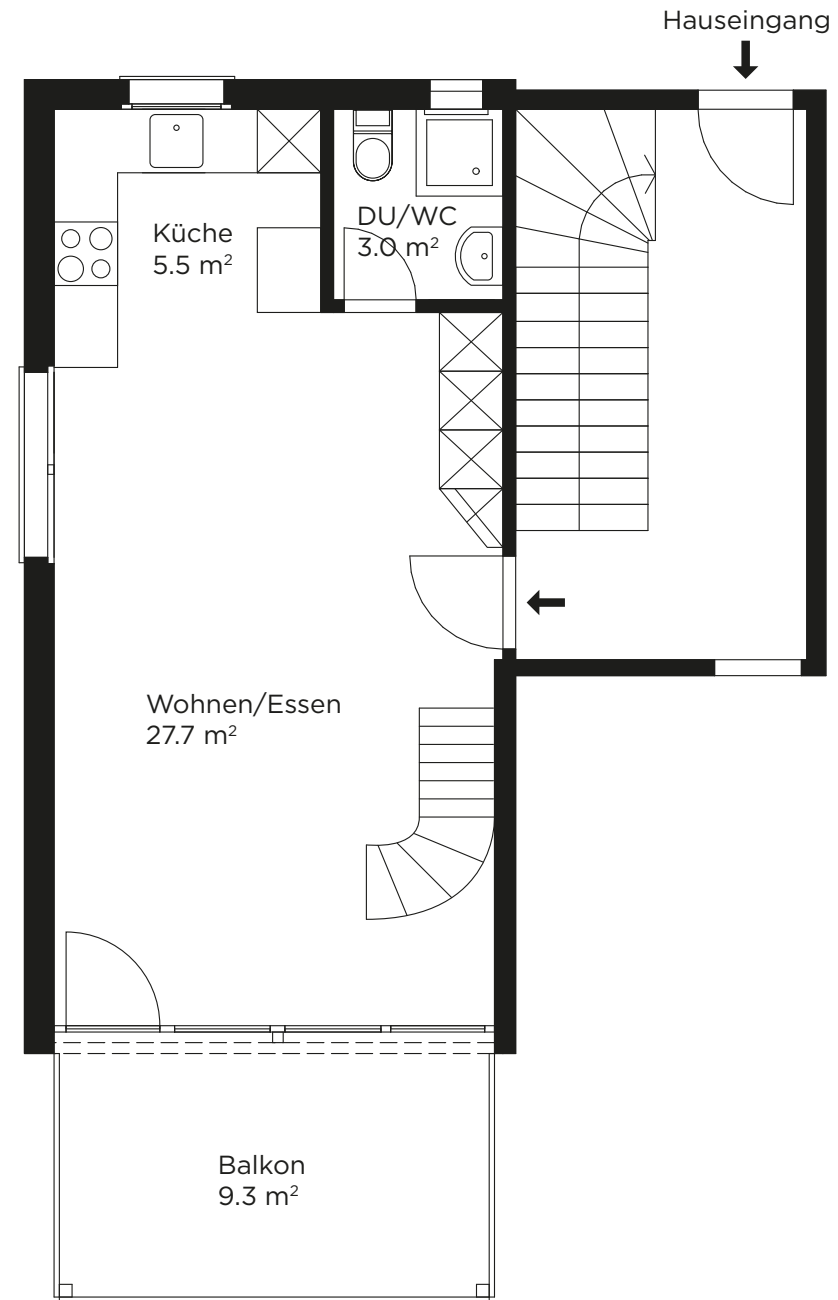 Hauseingang
Küche
5.5 m²
DU/WC
3.0 m²
Wohnen/Essen
27.7 m²
Balkon
9.3 m²